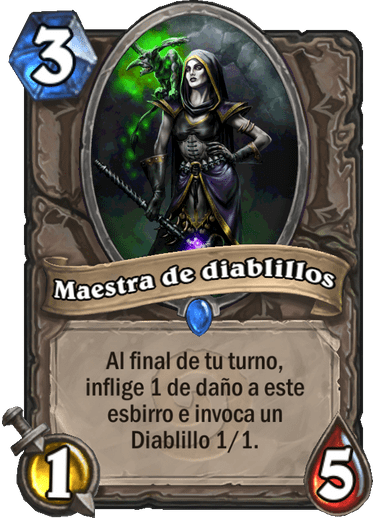 3
Maestra de diablillos
Al final de tu turno,
inflige 1 de daño a este
esbirro e invoca un
Diablillo 1/1.
1
5